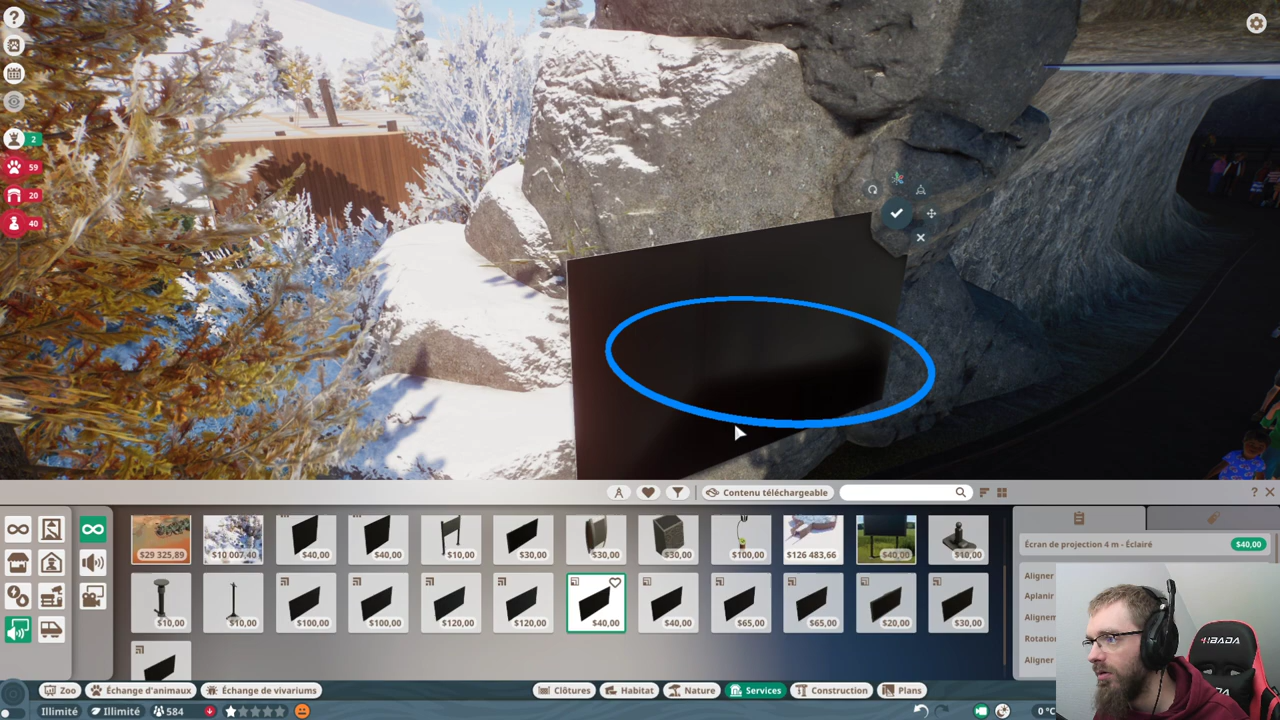 2
59
20
40
Contenu téléchargeable
?
$29 325,89
$10 007,40
$40,00
$40,00
$10,00
$30,00
$30,00
$30,00
$100,00
$126 483,66
$40,00
$10,00
Écran de projection 4 m - Éclairé
$40,00
$10,00
$10,00
$100,00
$100,00
$120,00
$120,00
$40,00
$40,00
$65,00
$65,00
$20,00
$30,00
Aligner
Aplanir
Alignem
Rotatio
Aligner
HBADA
Zoo
Échange d'animaux
Échange de vivariums
Clôtures
Habitat
Nature
Services
Construction
Plans
Illimité
Illimité
584
0 °C